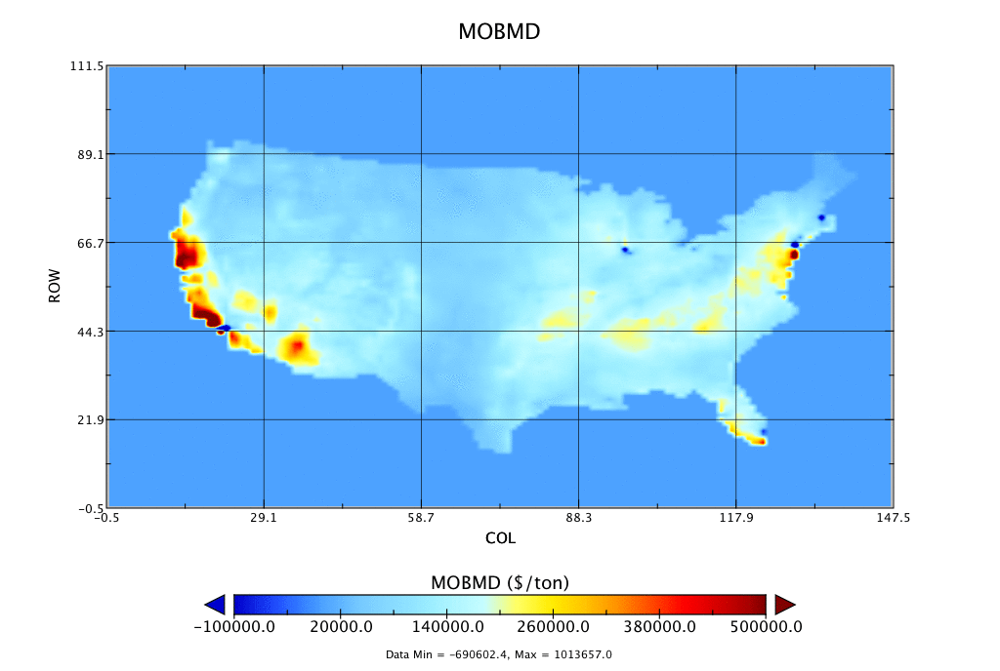 MOBMD
111.5
89.1
66.7
44.3
21.9
−0.5
ROW
−0.5 29.1 58.7 88.3 117.9 147.5
COL
MOBMD ($/ton)
−100000.0 20000.0 140000.0 260000.0 380000.0 500000.0
Data Min = −690602.4, Max = 1013657.0